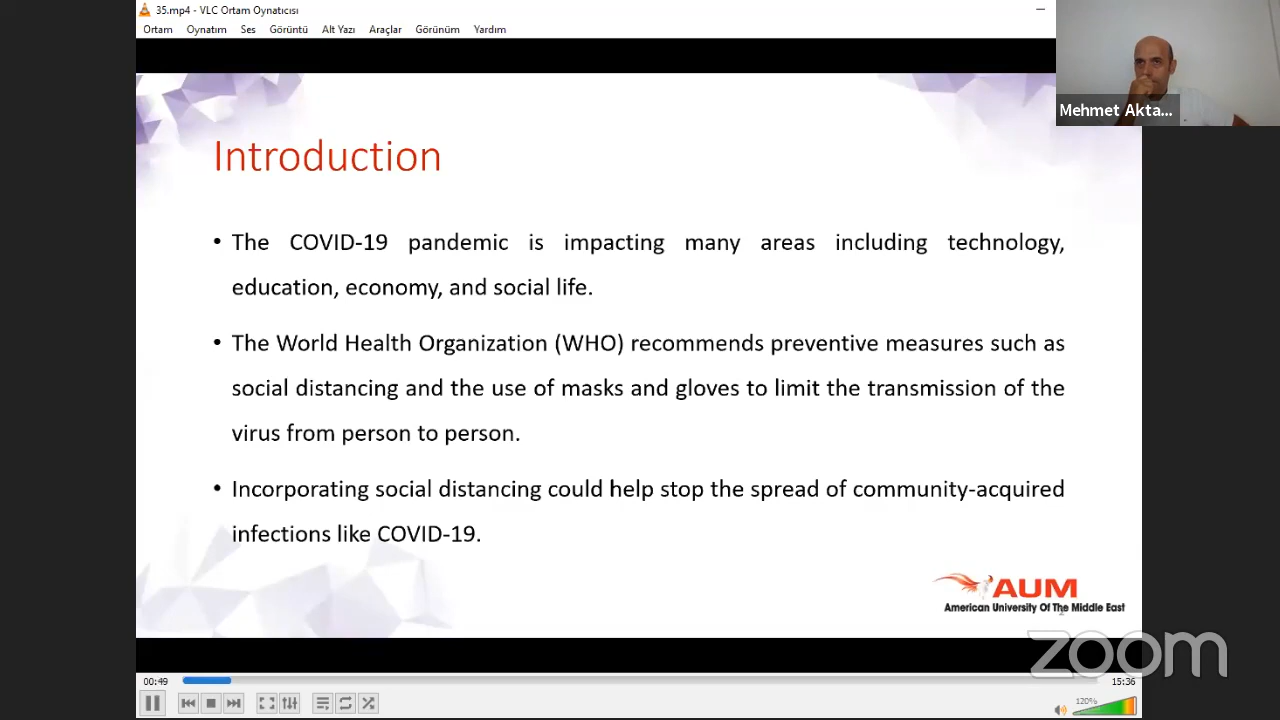 35.mp4 - VLC Ortam Oynatıcısı
Ortam Oynatım Ses Görüntü Alt Yazı Araçlar Görünüm Yardım
Mehmet Akta...
Introduction
• The COVID-19 pandemic is impacting many areas including technology,
education, economy, and social life.
• The World Health Organization (WHO) recommends preventive measures such as
social distancing and the use of masks and gloves to limit the transmission of the
virus from person to person.
• Incorporating social distancing could help stop the spread of community-acquired
infections like COVID-19.
AUM
American University Of The Middle East
2
zoom
00:49
15:36
120%